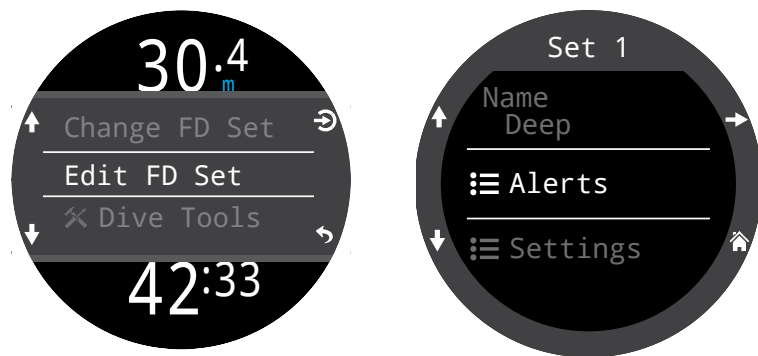 30.4
m
Change FD Set
Edit FD Set
Dive Tools
42:33
Set 1
Name
Deep
Alerts
Settings